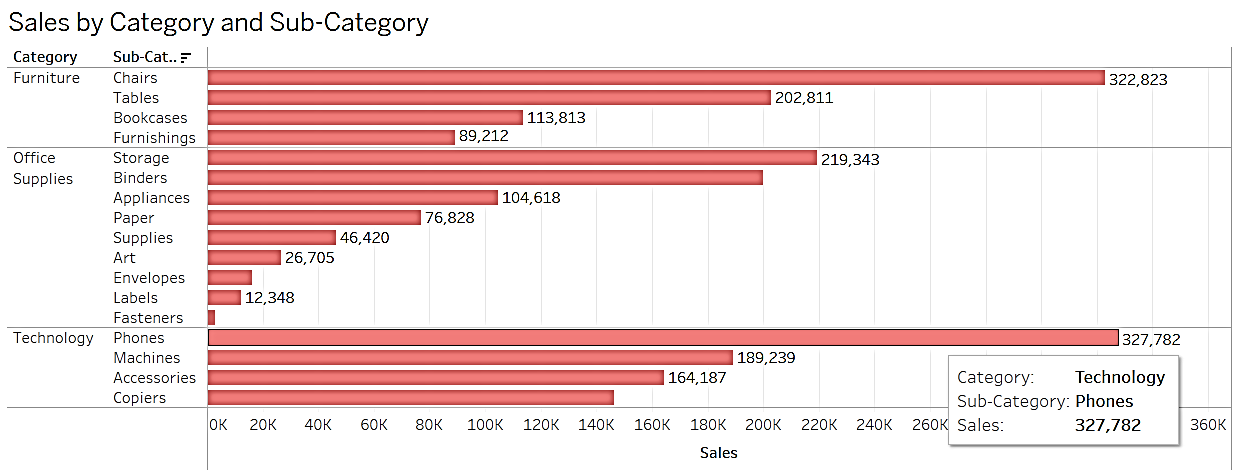 Sales by Category and Sub-Category
Category Sub-Cat..
Furniture Chairs 322,823
Tables 202,811
Bookcases 113,813
Furnishings 89,212
Office Storage 219,343
Supplies Binders
Appliances 104,618
Paper 76,828
Supplies 46,420
Art 26,705
Envelopes
Labels 12,348
Fasteners
Technology Phones 327,782
Machines 189,239
Accessories 164,187
Copiers
Category: Technology
Sub-Category: Phones
Sales: 327,782
0K 20K 40K 60K 80K 100K 120K 140K 160K 180K 200K 220K 240K 260K 360K
Sales